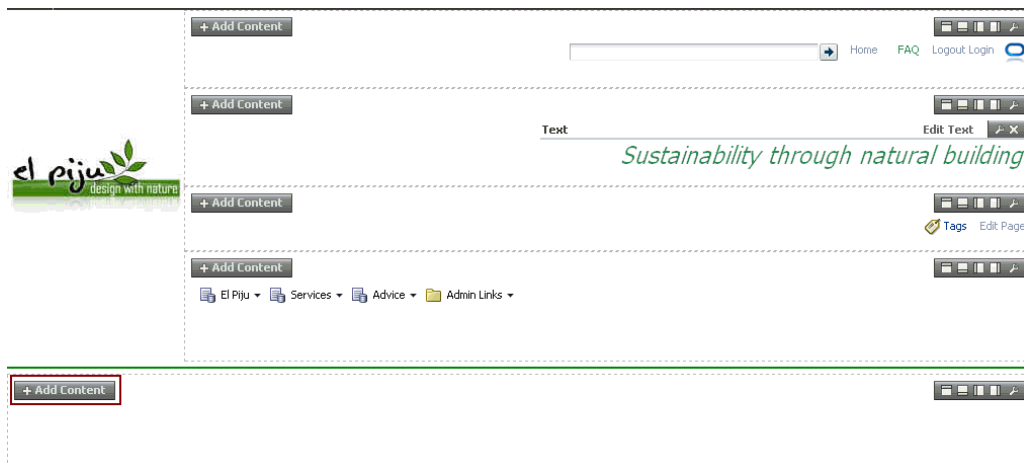 + Add Content
Home FAQ Logout Login
+ Add Content
Text Edit Text
Sustainability through natural building
el piju
design with nature
+ Add Content
Tags Edit Page
+ Add Content
El Piju Services Advice Admin Links
+ Add Content